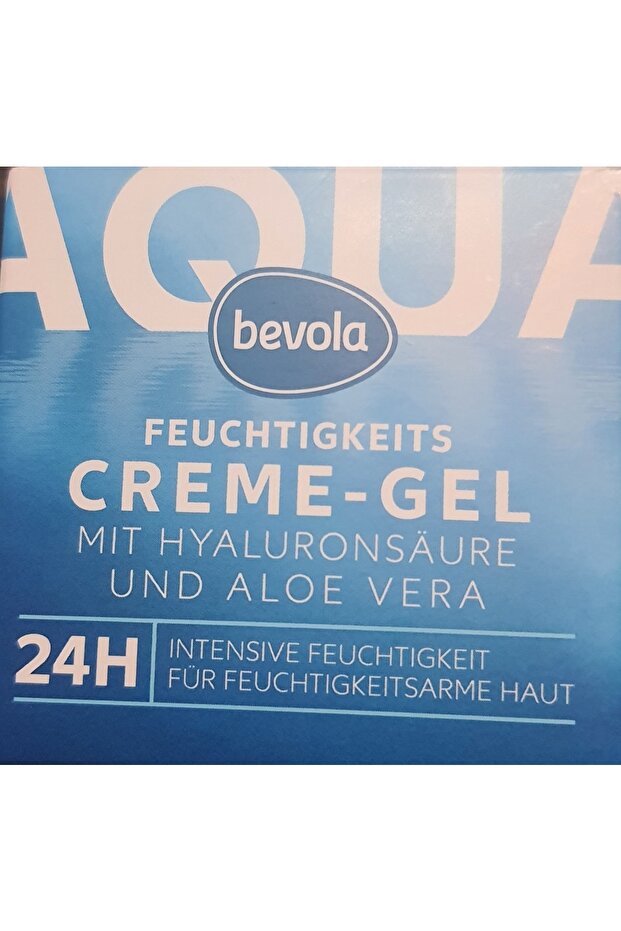 AQUA
bevola
FEUCHTIGKEITS
CREME-GEL
MIT HYALURONSÄURE
UND ALOE VERA
24H
INTENSIVE FEUCHTIGKEIT
FÜR FEUCHTIGKEITSARME HAUT